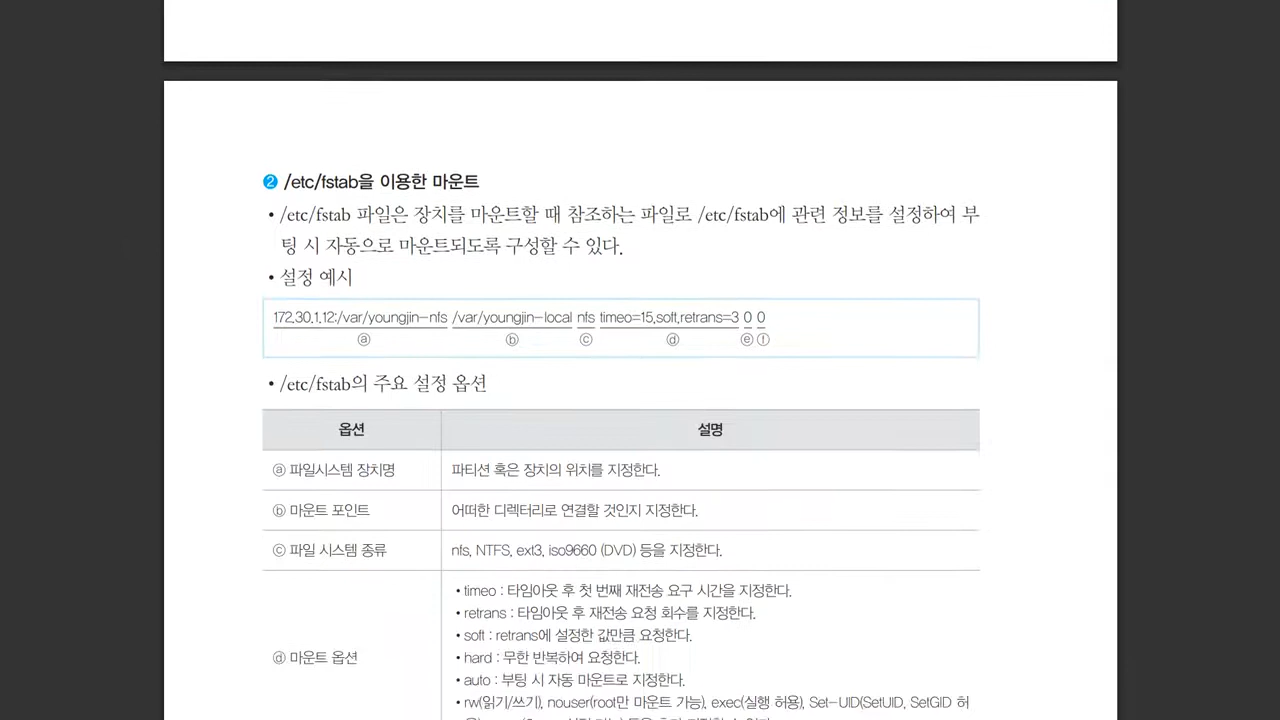 ❷ /etc/fstab을 이용한 마운트
• /etc/fstab 파일은 장치를 마운트할 때 참조하는 파일로 /etc/fstab에 관련 정보를 설정하여 부
팅 시 자동으로 마운트되도록 구성할 수 있다.
• 설정 예시
172.30.1.12:/var/youngjin-nfs /var/youngjin-local nfs timeo=15,soft,retrans=3 0 0
ⓐ ⓑ ⓒ ⓓ ⓔ ⓕ
• /etc/fstab의 주요 설정 옵션
옵션 설명
ⓐ 파일시스템 장치명 파티션 혹은 장치의 위치를 지정한다.
ⓑ 마운트 포인트 어떠한 디렉터리로 연결할 것인지 지정한다.
ⓒ 파일 시스템 종류 nfs, NTFS, ext3, iso9660 (DVD) 등을 지정한다.
• timeo : 타임아웃 후 첫 번째 재전송 요구 시간을 지정한다.
• retrans : 타임아웃 후 재전송 요청 회수를 지정한다.
• soft : retrans에 설정한 값만큼 요청한다.
ⓓ 마운트 옵션 • hard : 무한 반복하여 요청한다.
• auto : 부팅 시 자동 마운트로 지정한다.
• rw(읽기/쓰기), nouser(root만 마운트 가능), exec(실행 허용), Set-UID(SetUID, SetGID 허